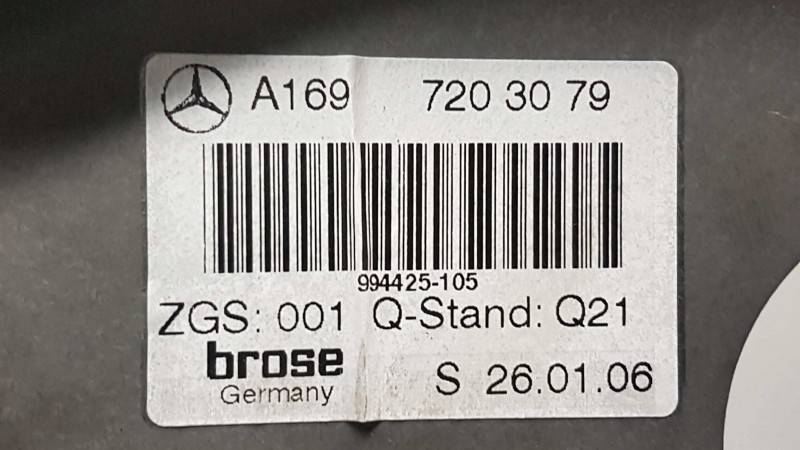 A169 720 30 79
994425-105
ZGS: 001 Q-Stand: Q21
brose
Germany
S 26.01.06